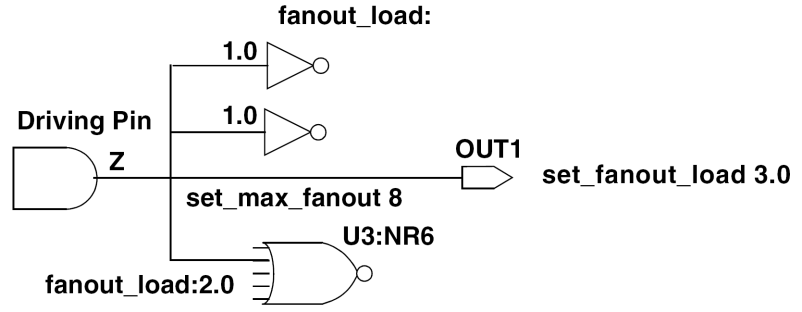 fanout_load:
1.0
1.0
Driving Pin
Z
OUT1
set_fanout_load 3.0
set_max_fanout 8
U3:NR6
fanout_load:2.0